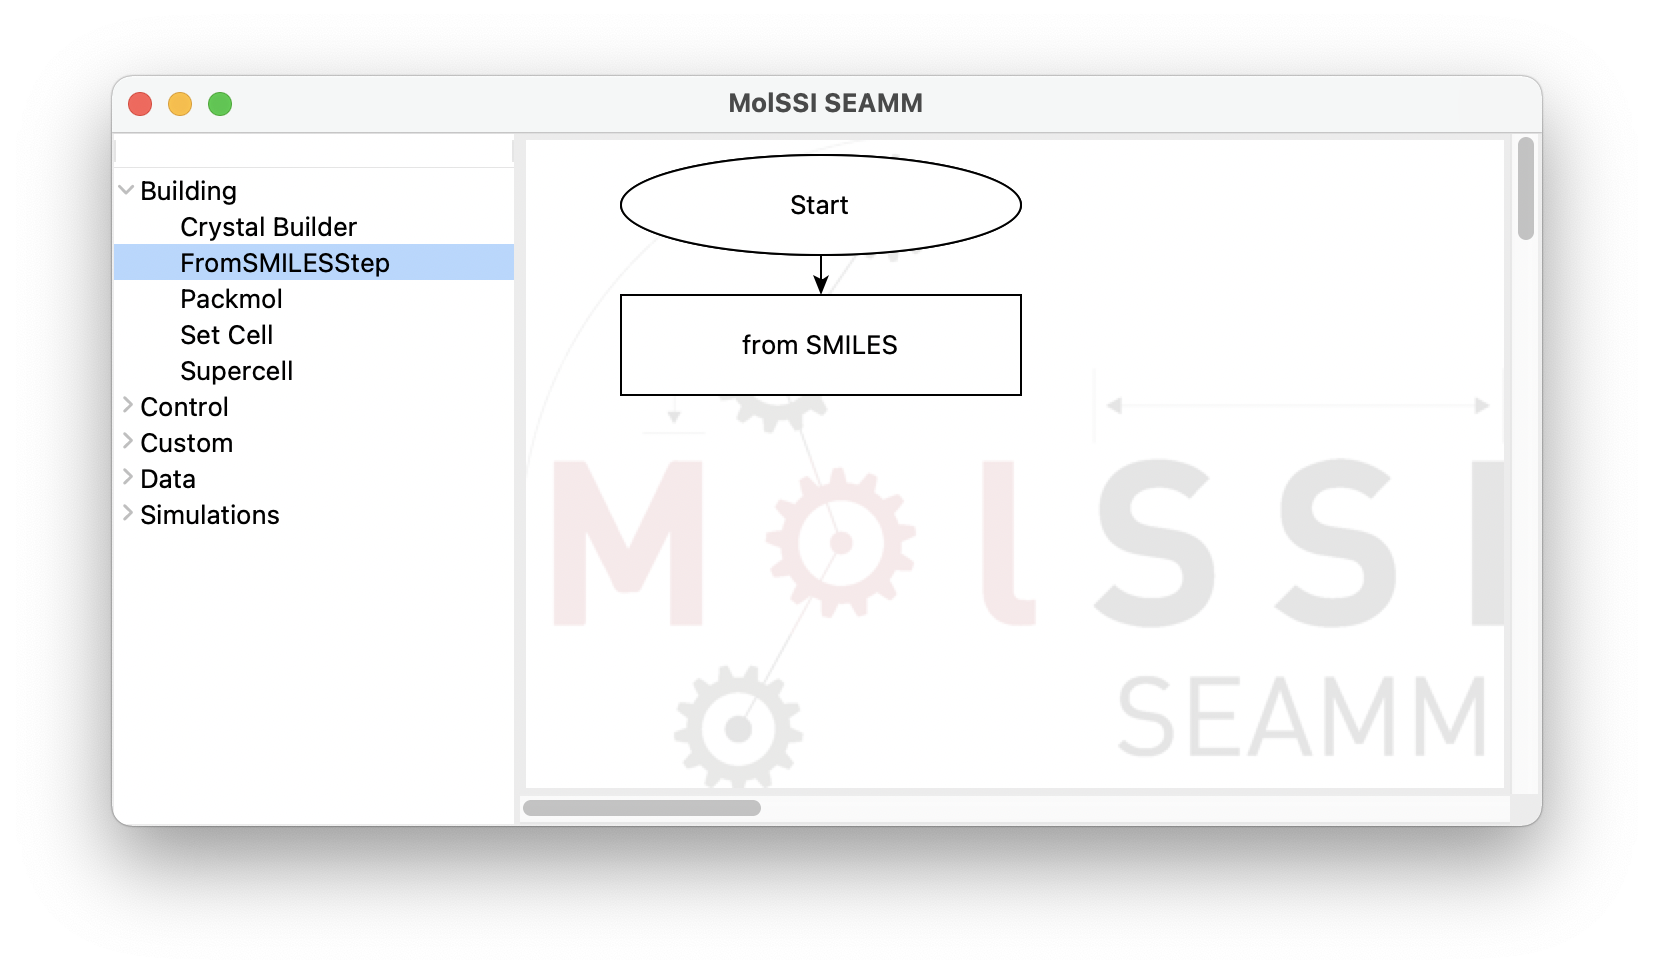 MolSSI SEAMM
Building
Crystal Builder
FromSMILESStep
Packmol
Set Cell
Supercell
Control
Custom
Data
Simulations
Start
from SMILES
MolSSI
SEAMM